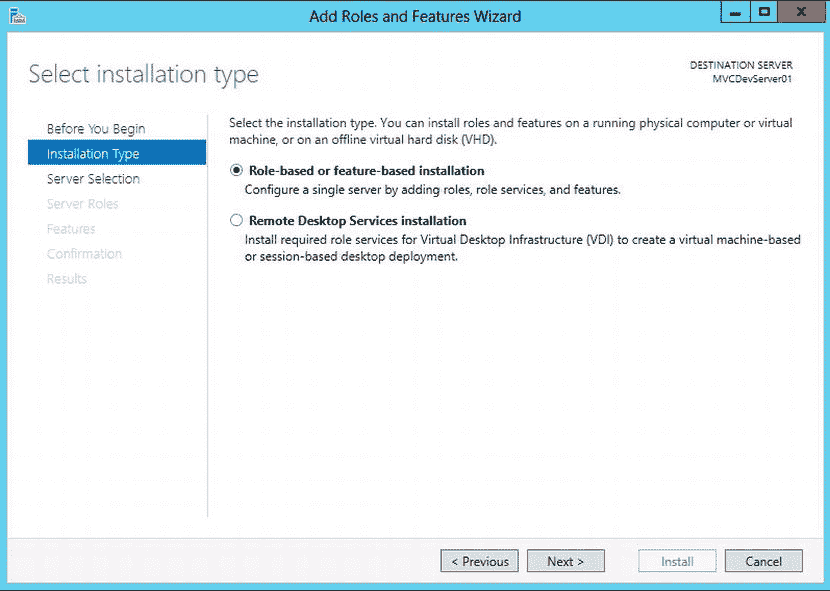 Add Roles and Features Wizard
Select installation type
DESTINATION SERVER
MVCDevServer01
Before You Begin
Installation Type
Server Selection
Server Roles
Features
Confirmation
Results
Select the installation type. You can install roles and features on a running physical computer or virtual
machine, or on an offline virtual hard disk (VHD).
Role-based or feature-based installation
Configure a single server by adding roles, role services, and features.
Remote Desktop Services installation
Install required role services for Virtual Desktop Infrastructure (VDI) to create a virtual machine-based
or session-based desktop deployment.
< Previous
Next >
Install
Cancel